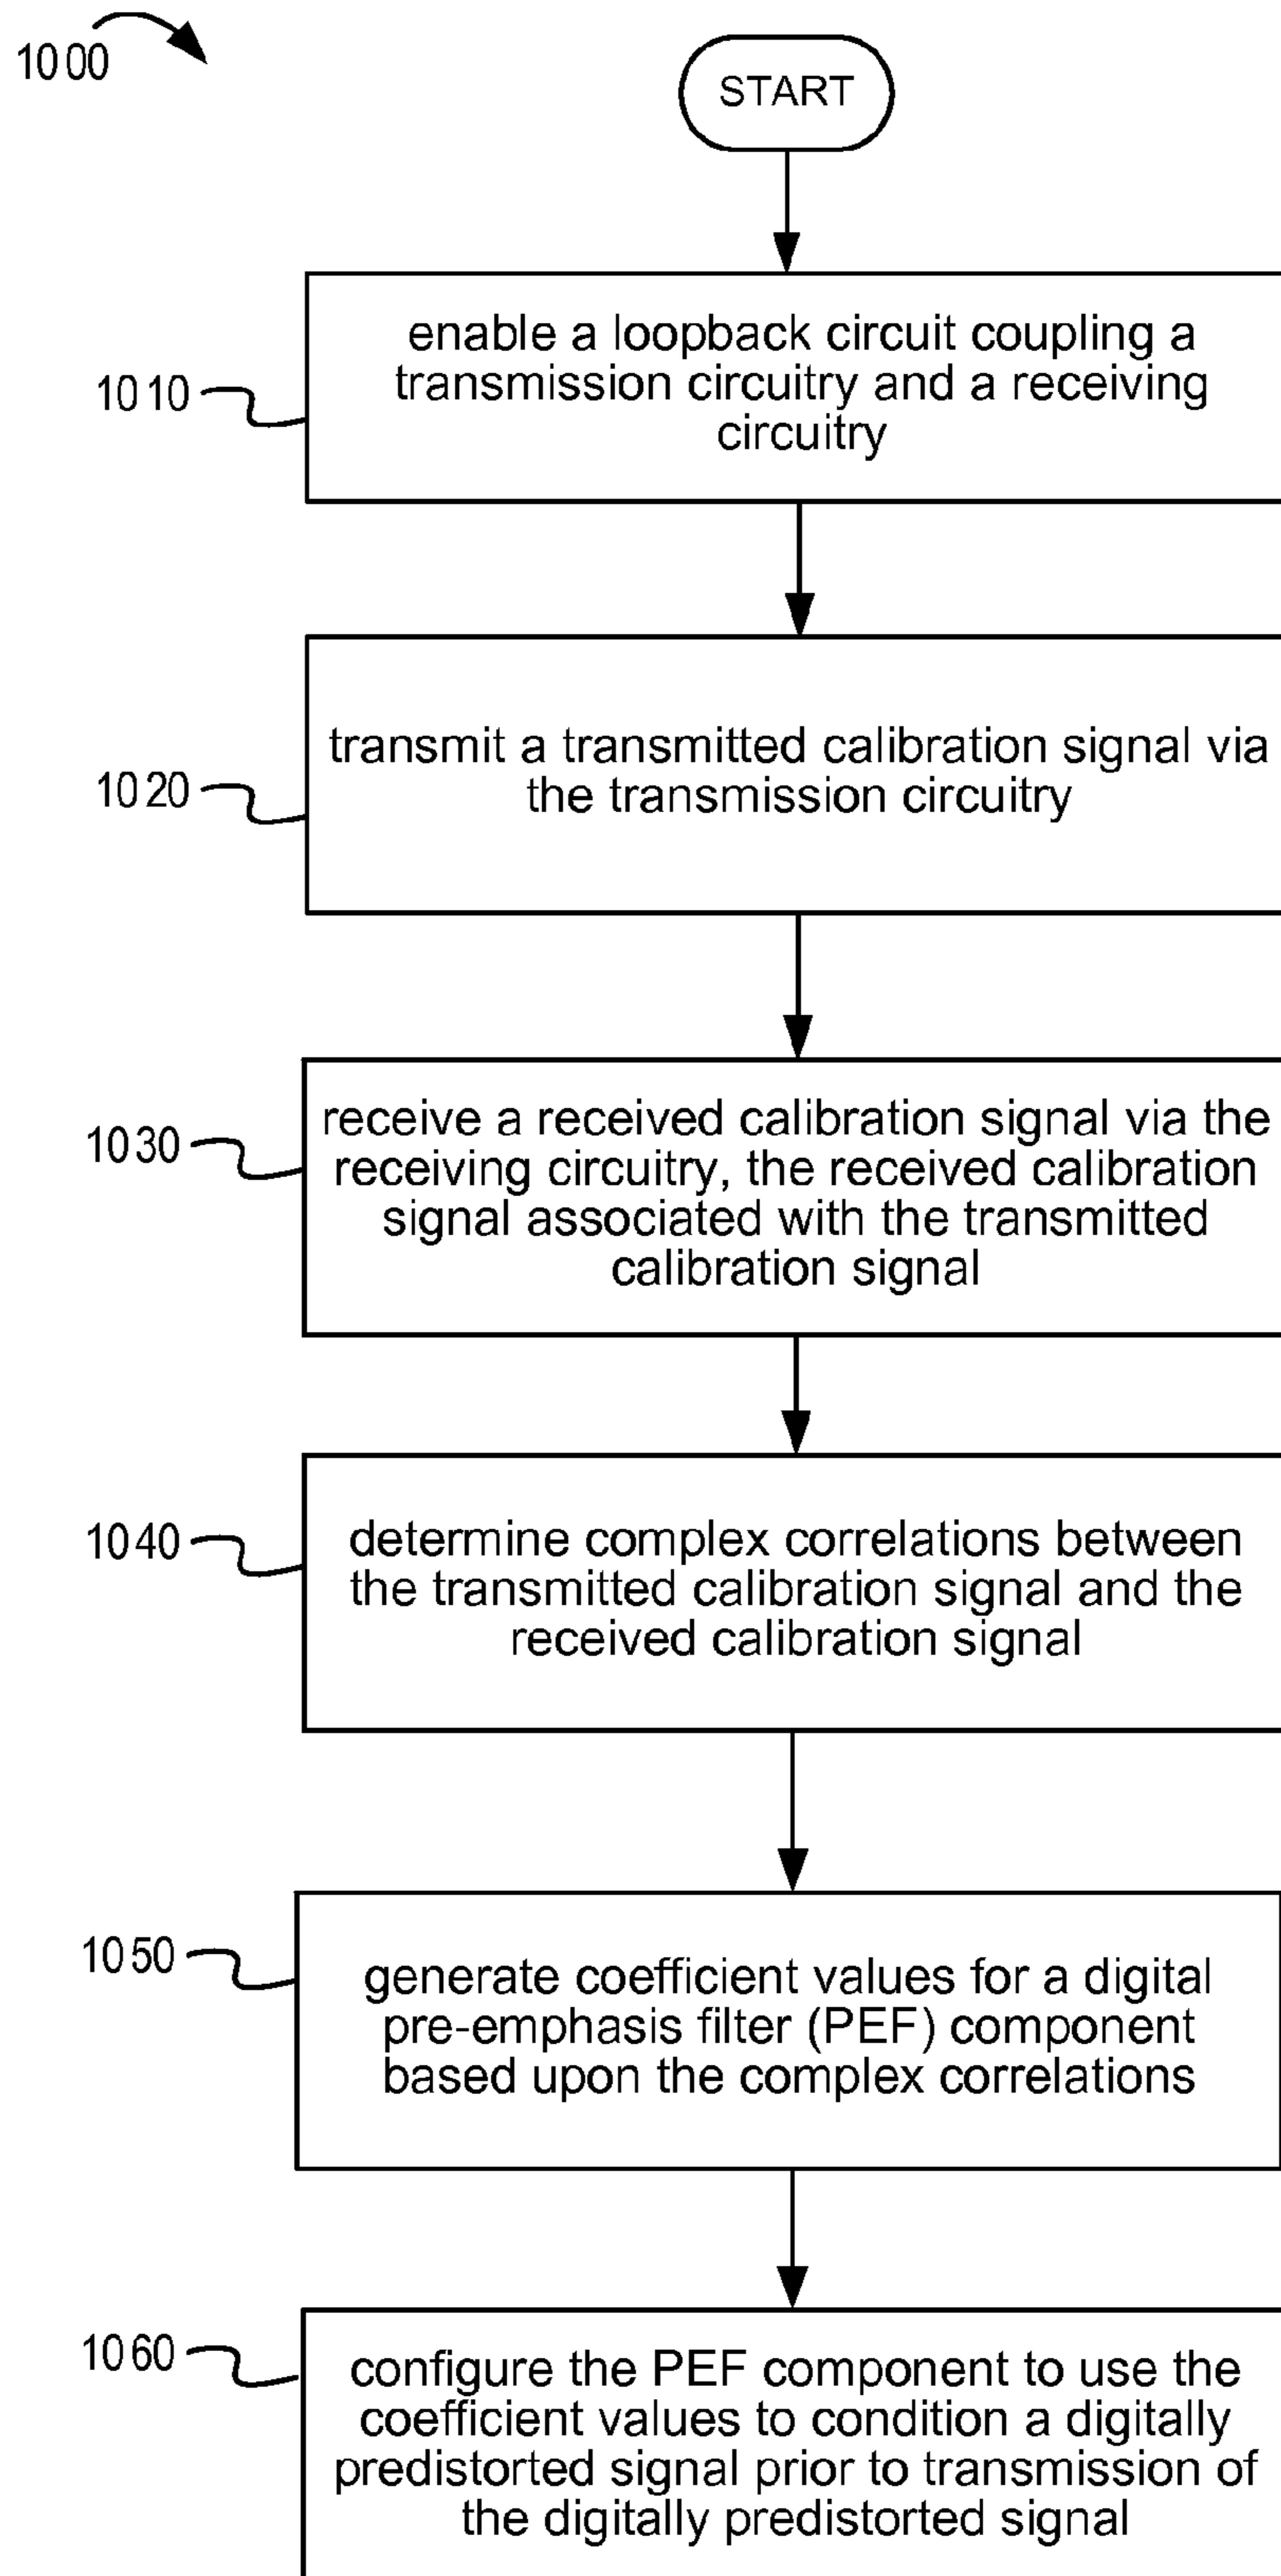 1000
START
1010
enable a loopback circuit coupling a
transmission circuitry and a receiving
circuitry
1020
transmit a transmitted calibration signal via
the transmission circuitry
1030
receive a received calibration signal via the
receiving circuitry, the received calibration
signal associated with the transmitted
calibration signal
1040
determine complex correlations between
the transmitted calibration signal and the
received calibration signal
1050
generate coefficient values for a digital
pre-emphasis filter (PEF) component
based upon the complex correlations
1060
configure the PEF component to use the
coefficient values to condition a digitally
predistorted signal prior to transmission of
the digitally predistorted signal